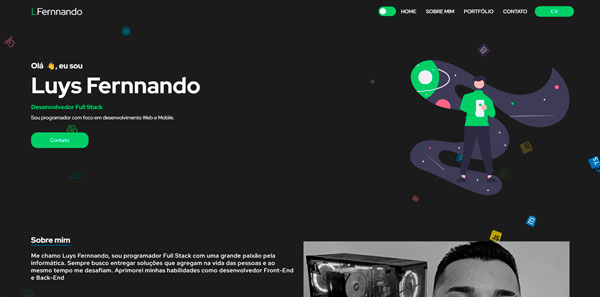 LFernnando
HOME SOBRE MIM PORTFÓLIO CONTATO CV
Olá 👋, eu sou
Luys Fernnando
Desenvolvedor Full Stack
Sou programador com foco em desenvolvimento Web e Mobile.
Contato
Sobre mim
Me chamo Luys Fernnando, sou programador Full Stack com uma grande paixão pela
informática. Sempre busco entregar soluções que agregam na vida das pessoas e ao
mesmo tempo me desafiam. Aprimorei minhas habilidades como desenvolvedor Front-End
e Back-End
JS